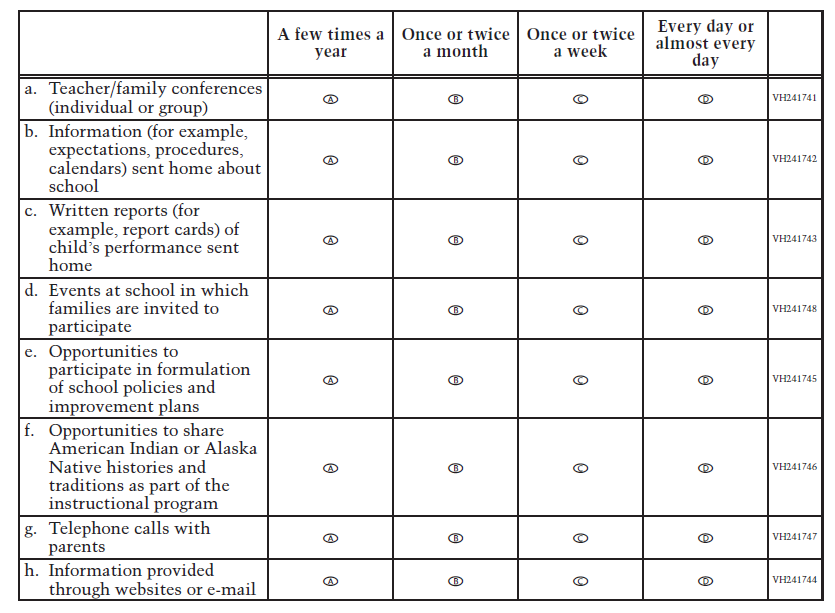 A few times a year
Once or twice a month
Once or twice a week
Every day or almost every day
a. Teacher/family conferences
(individual or group)
A B C D VH241741
b. Information (for example,
expectations, procedures,
calendars) sent home about
school
A B C D VH241742
c. Written reports (for
example, report cards) of
child’s performance sent
home
A B C D VH241743
d. Events at school in which
families are invited to
participate
A B C D VH241748
e. Opportunities to
participate in formulation
of school policies and
improvement plans
A B C D VH241745
f. Opportunities to share
American Indian or Alaska
Native histories and
traditions as part of the
instructional program
A B C D VH241746
g. Telephone calls with
parents
A B C D VH241747
h. Information provided
through websites or e-mail
A B C D VH241744